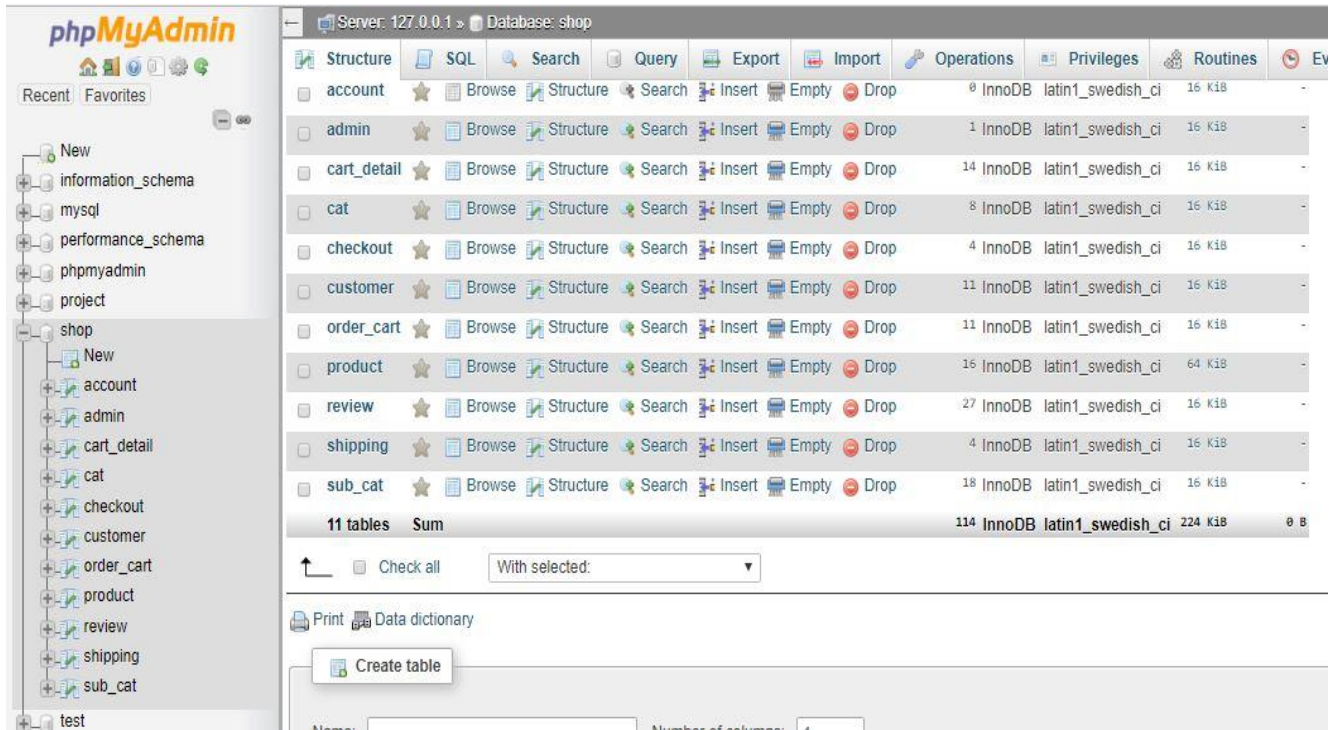 phpMyAdmin
Recent Favorites
New
information_schema
mysql
performance_schema
phpmyadmin
project
shop
New
account
admin
cart_detail
cat
checkout
customer
order_cart
product
review
shipping
sub_cat
test
Server: 127.0.0.1 » Database: shop
Structure SQL Search Query Export Import Operations Privileges Routines Ev
account Browse Structure Search Insert Empty Drop 0 InnoDB latin1_swedish_ci 16 KiB -
admin Browse Structure Search Insert Empty Drop 1 InnoDB latin1_swedish_ci 16 KiB -
cart_detail Browse Structure Search Insert Empty Drop 14 InnoDB latin1_swedish_ci 16 KiB -
cat Browse Structure Search Insert Empty Drop 8 InnoDB latin1_swedish_ci 16 KiB -
checkout Browse Structure Search Insert Empty Drop 4 InnoDB latin1_swedish_ci 16 KiB -
customer Browse Structure Search Insert Empty Drop 11 InnoDB latin1_swedish_ci 16 KiB -
order_cart Browse Structure Search Insert Empty Drop 11 InnoDB latin1_swedish_ci 16 KiB -
product Browse Structure Search Insert Empty Drop 16 InnoDB latin1_swedish_ci 64 KiB -
review Browse Structure Search Insert Empty Drop 27 InnoDB latin1_swedish_ci 16 KiB -
shipping Browse Structure Search Insert Empty Drop 4 InnoDB latin1_swedish_ci 16 KiB -
sub_cat Browse Structure Search Insert Empty Drop 18 InnoDB latin1_swedish_ci 16 KiB -
11 tables Sum 114 InnoDB latin1_swedish_ci 224 KiB 0 B
Check all With selected:
Print Data dictionary
Create table
Name: Number of columns: 4